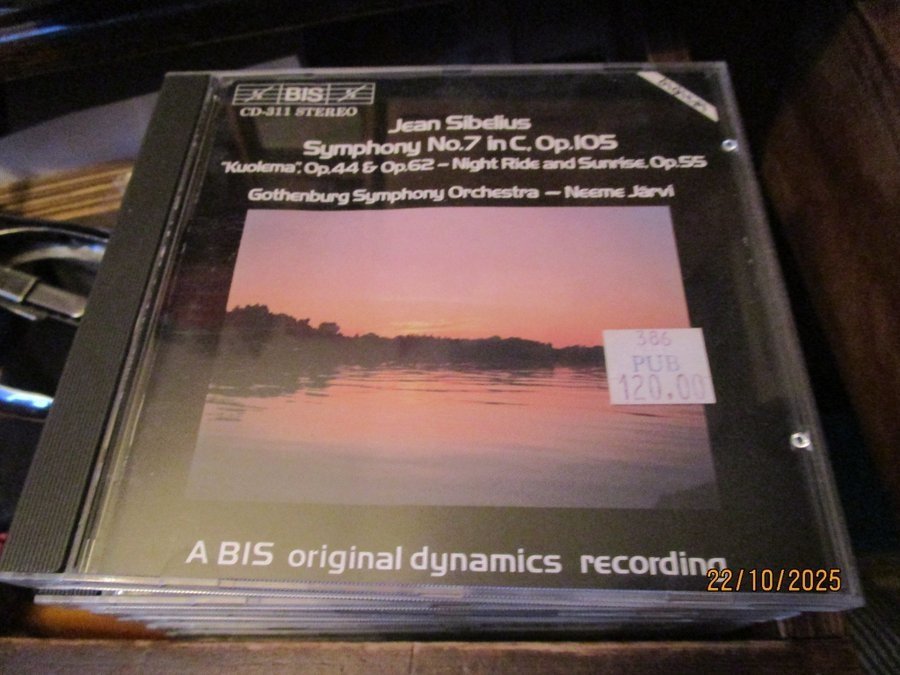 BIS
CD-311 STEREO
Jean Sibelius
Symphony No.7 in C, Op.105
"Kuolema", Op.44 & Op.62 – Night Ride and Sunrise, Op.55
Gothenburg Symphony Orchestra – Neeme Järvi
386
PUB
120.00
A BIS original dynamics recording
22/10/2025